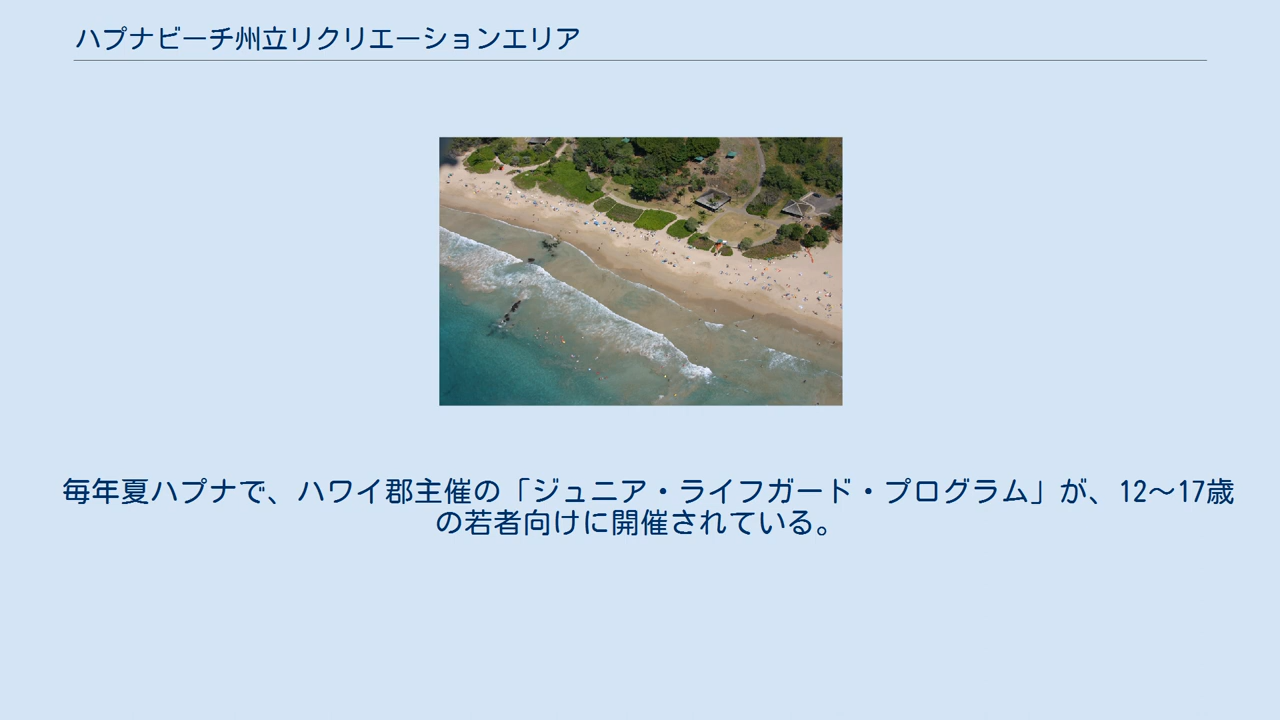 ハプナビーチ州立リクリエーションエリア
毎年夏ハプナで、ハワイ郡主催の「ジュニア・ライフガード・プログラム」が、12〜17歳
の若者向けに開催されている。